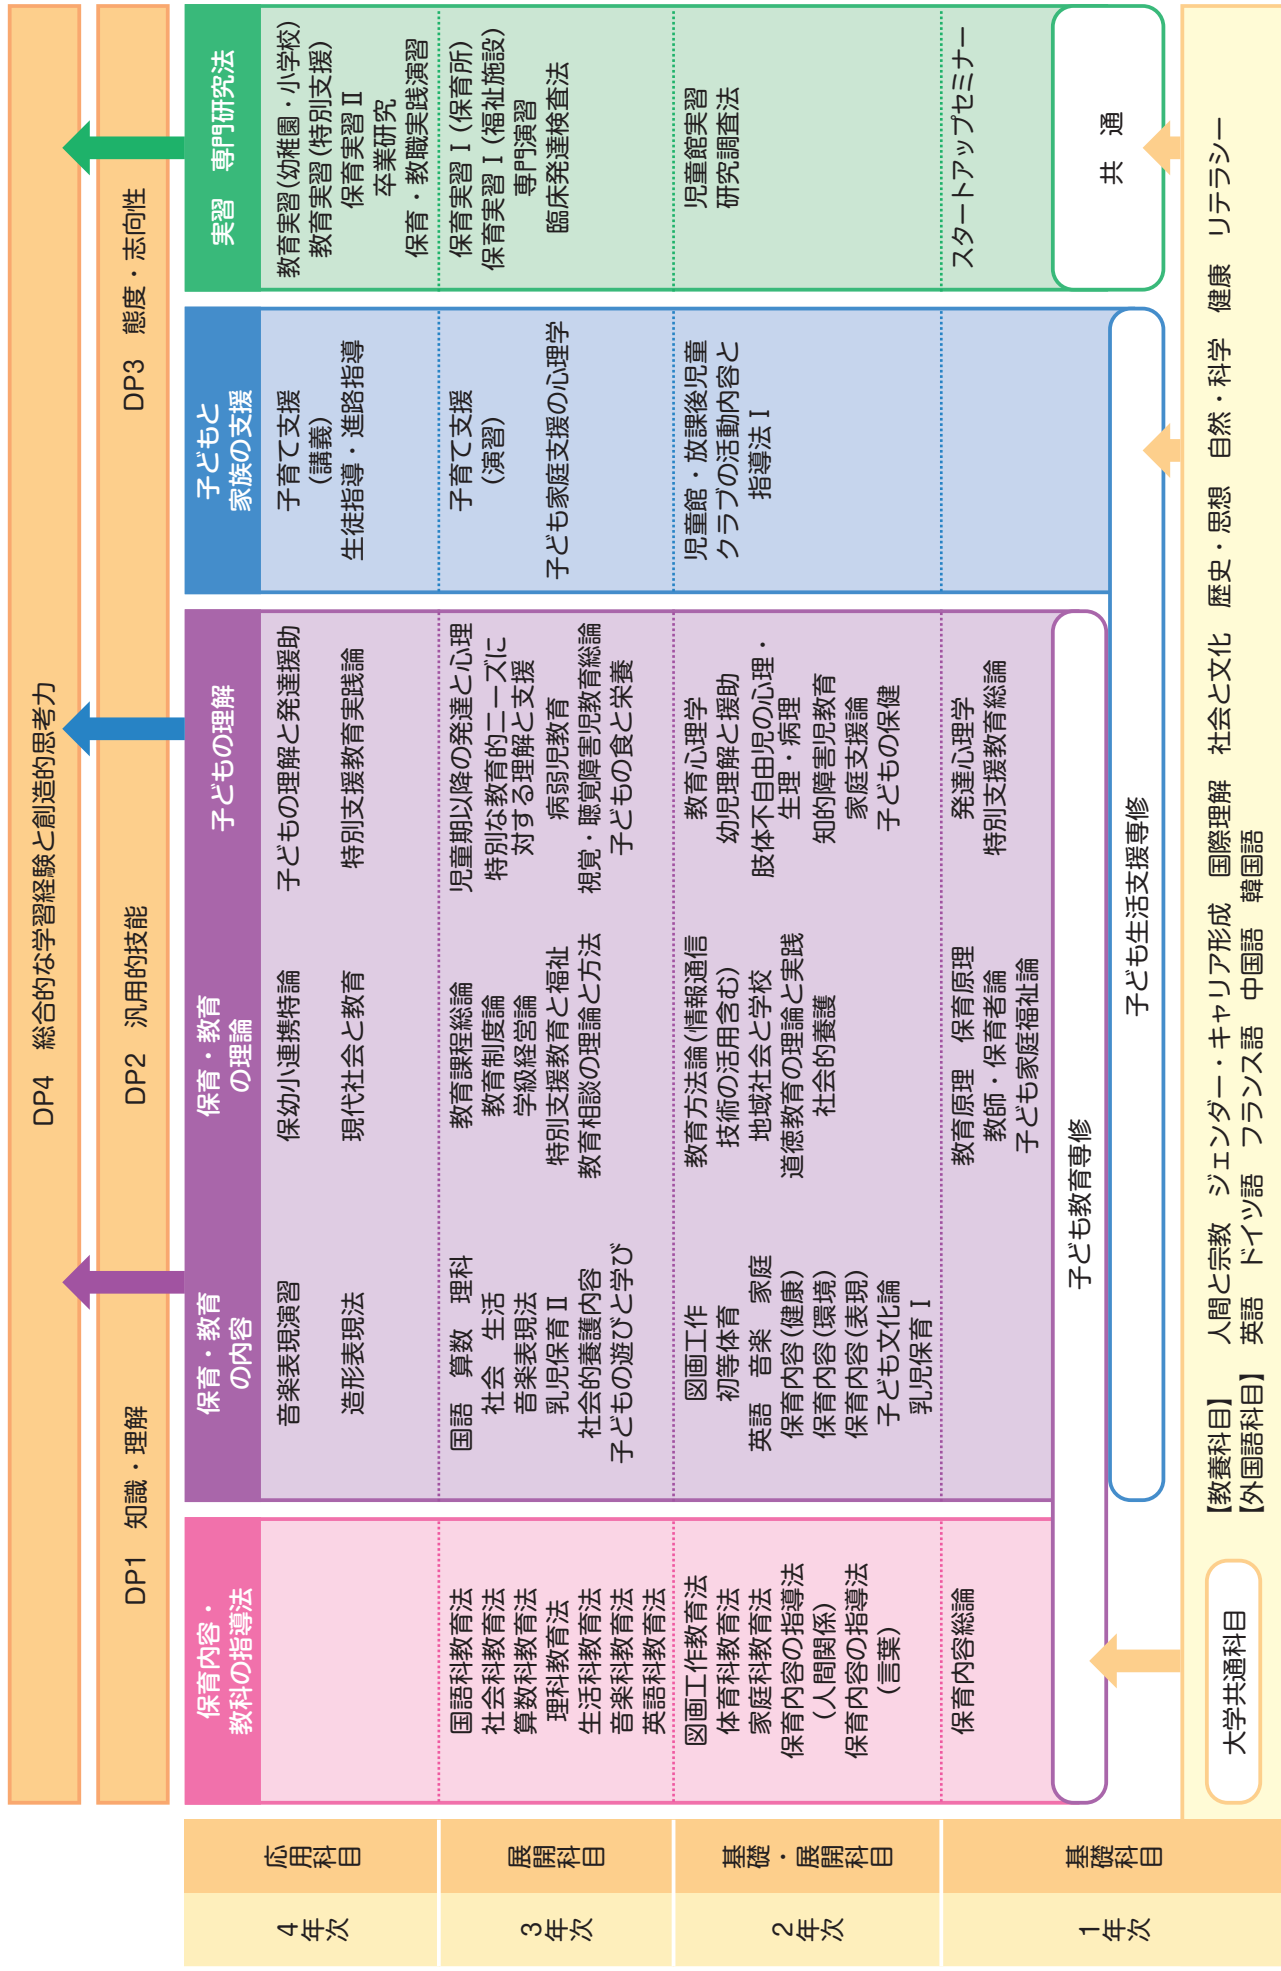 DP4 総合的な学習経験と創造的思考力
DP1 知識・理解
DP2 汎用的技能
DP3 態度・志向性
保育内容・
教科の指導法
保育・教育
の内容
保育・教育
の理論
子どもの理解
子どもと
家族の支援
実習 専門研究法
4年次
応用科目
音楽表現演習
造形表現法
保幼小連携特論
現代社会と教育
子どもの理解と発達援助
特別支援教育実践論
子育て支援
(講義)
生徒指導・進路指導
教育実習(幼稚園・小学校)
教育実習(特別支援)
保育実習Ⅱ
卒業研究
保育・教職実践演習
3年次
展開科目
国語科教育法
社会科教育法
算数科教育法
理科教育法
生活科教育法
音楽科教育法
英語科教育法
国語 算数 理科
社会 生活
音楽表現法
乳児保育Ⅱ
社会的養護内容
子どもの遊びと学び
教育課程総論
教育制度論
学級経営論
特別支援教育と福祉
教育相談の理論と方法
児童期以降の発達と心理
特別な教育的ニーズに
対する理解と支援
病弱児教育
視覚・聴覚障害児教育総論
子どもの食と栄養
子育て支援
(演習)
子ども家庭支援の心理学
保育実習Ⅰ(保育所)
保育実習Ⅰ(福祉施設)
専門演習
臨床発達検査法
2年次
基礎・展開科目
図画工作教育法
体育科教育法
家庭科教育法
保育内容の指導法
(人間関係)
保育内容の指導法
(言葉)
図画工作
初等体育
英語 音楽 家庭
保育内容(健康)
保育内容(環境)
保育内容(表現)
子ども文化論
乳児保育Ⅰ
教育方法論(情報通信
技術の活用含む)
地域社会と学校
道徳教育の理論と実践
社会的養護
教育心理学
幼児理解と援助
肢体不自由児の心理・
生理・病理
知的障害児教育
家庭支援論
子どもの保健
児童館・放課後児童
クラブの活動内容と
指導法Ⅰ
児童館実習
研究調査法
1年次
基礎科目
保育内容総論
教育原理 保育原理
教師・保育者論
子ども家庭福祉論
発達心理学
特別支援教育総論
スタートアップセミナー
子ども教育専修
子ども生活支援専修
共 通
大学共通科目
【教養科目】 人間と宗教 ジェンダー・キャリア形成 国際理解 社会と文化 歴史・思想 自然・科学 健康 リテラシー
【外国語科目】 英語 ドイツ語 フランス語 中国語 韓国語